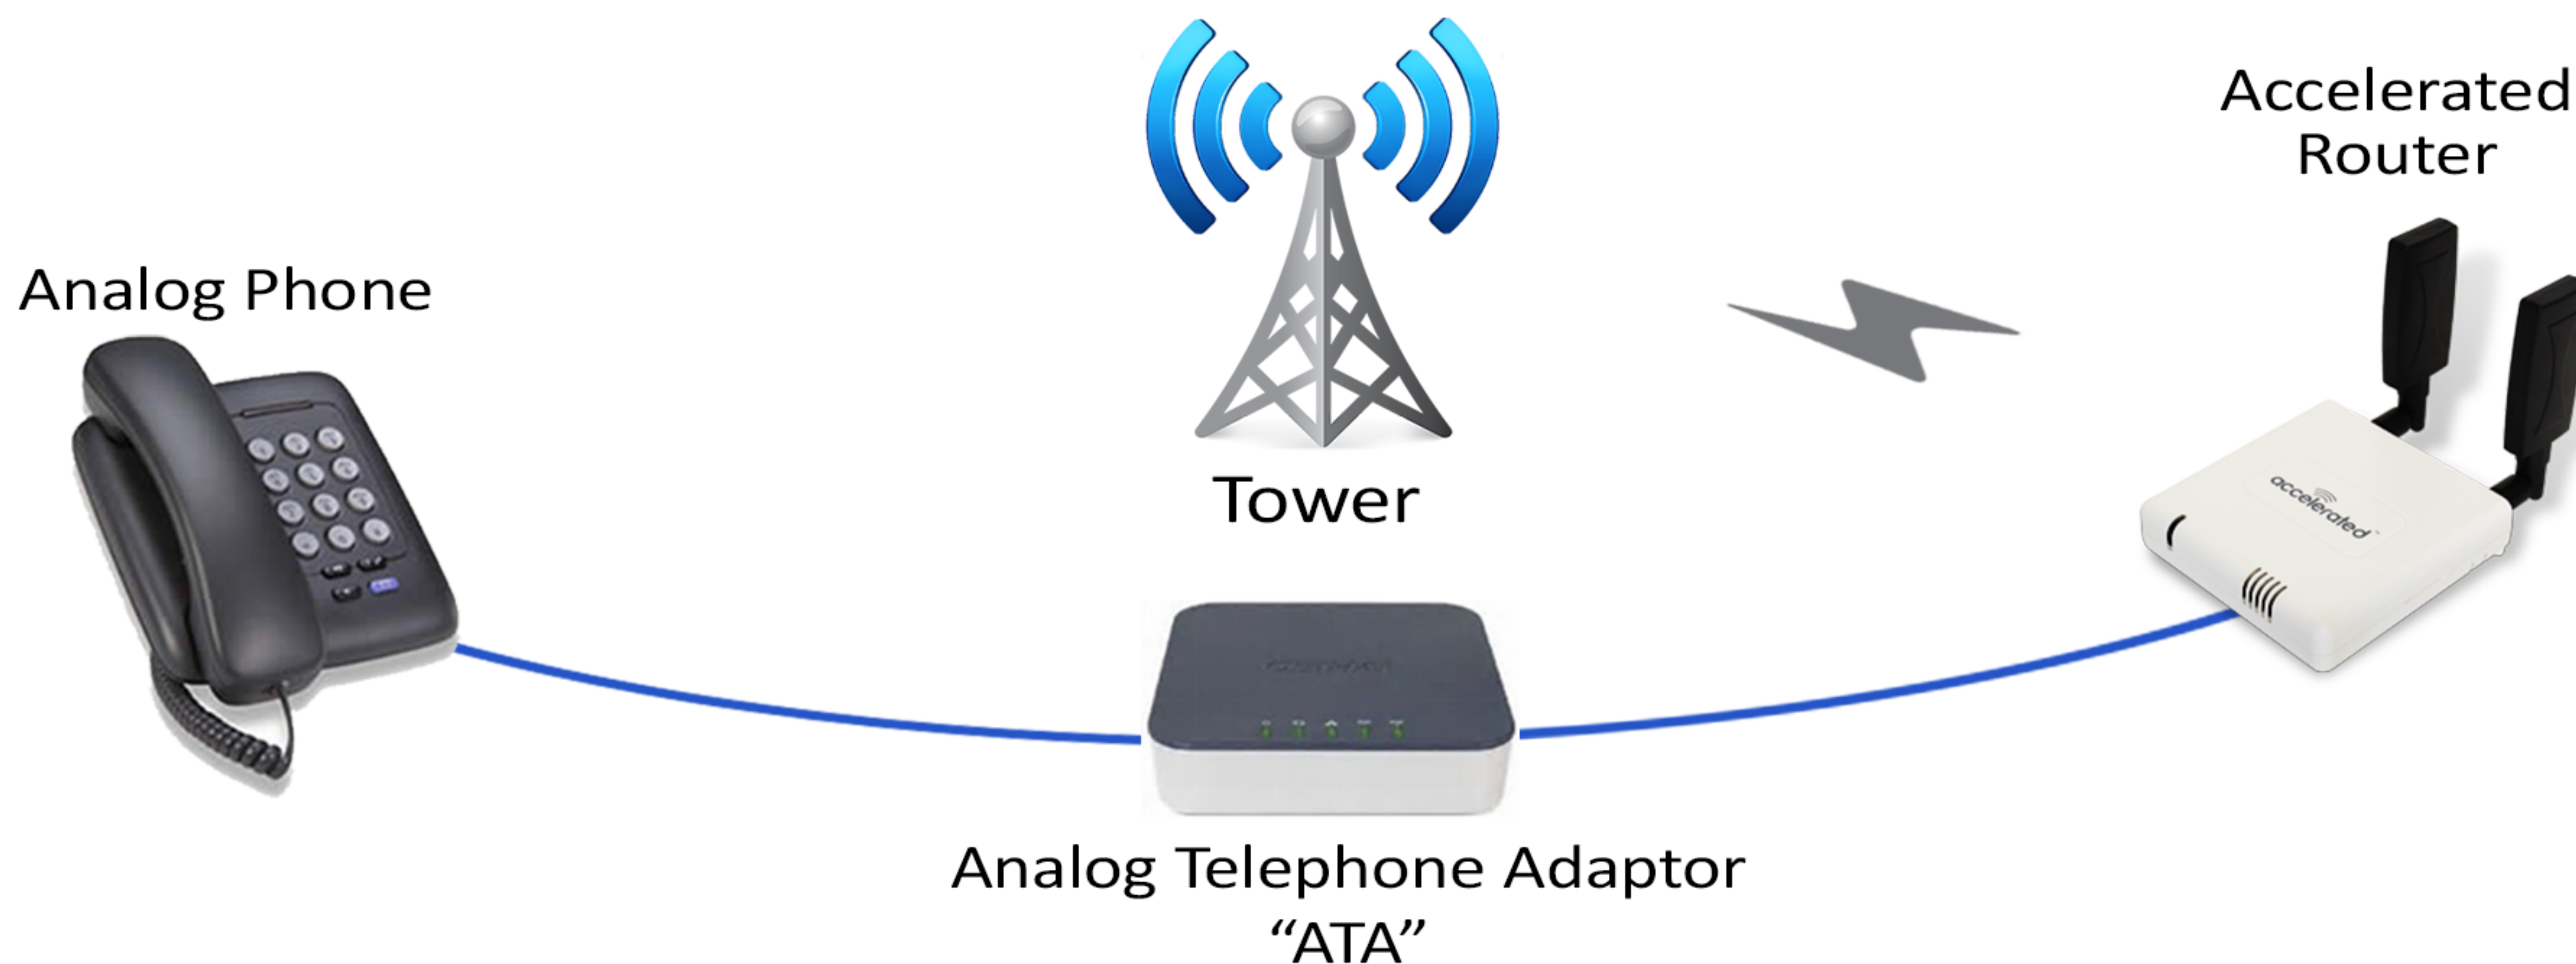 Analog Phone
Tower
Accelerated
Router
accelerated
Analog Telephone Adaptor
“ATA”